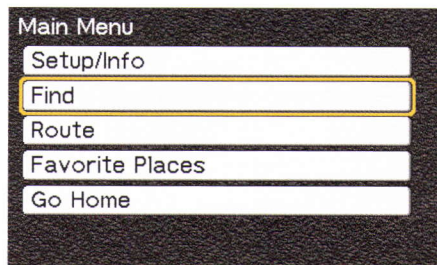 Main Menu
Setup/Info
Find
Route
Favorite Places
Go Home